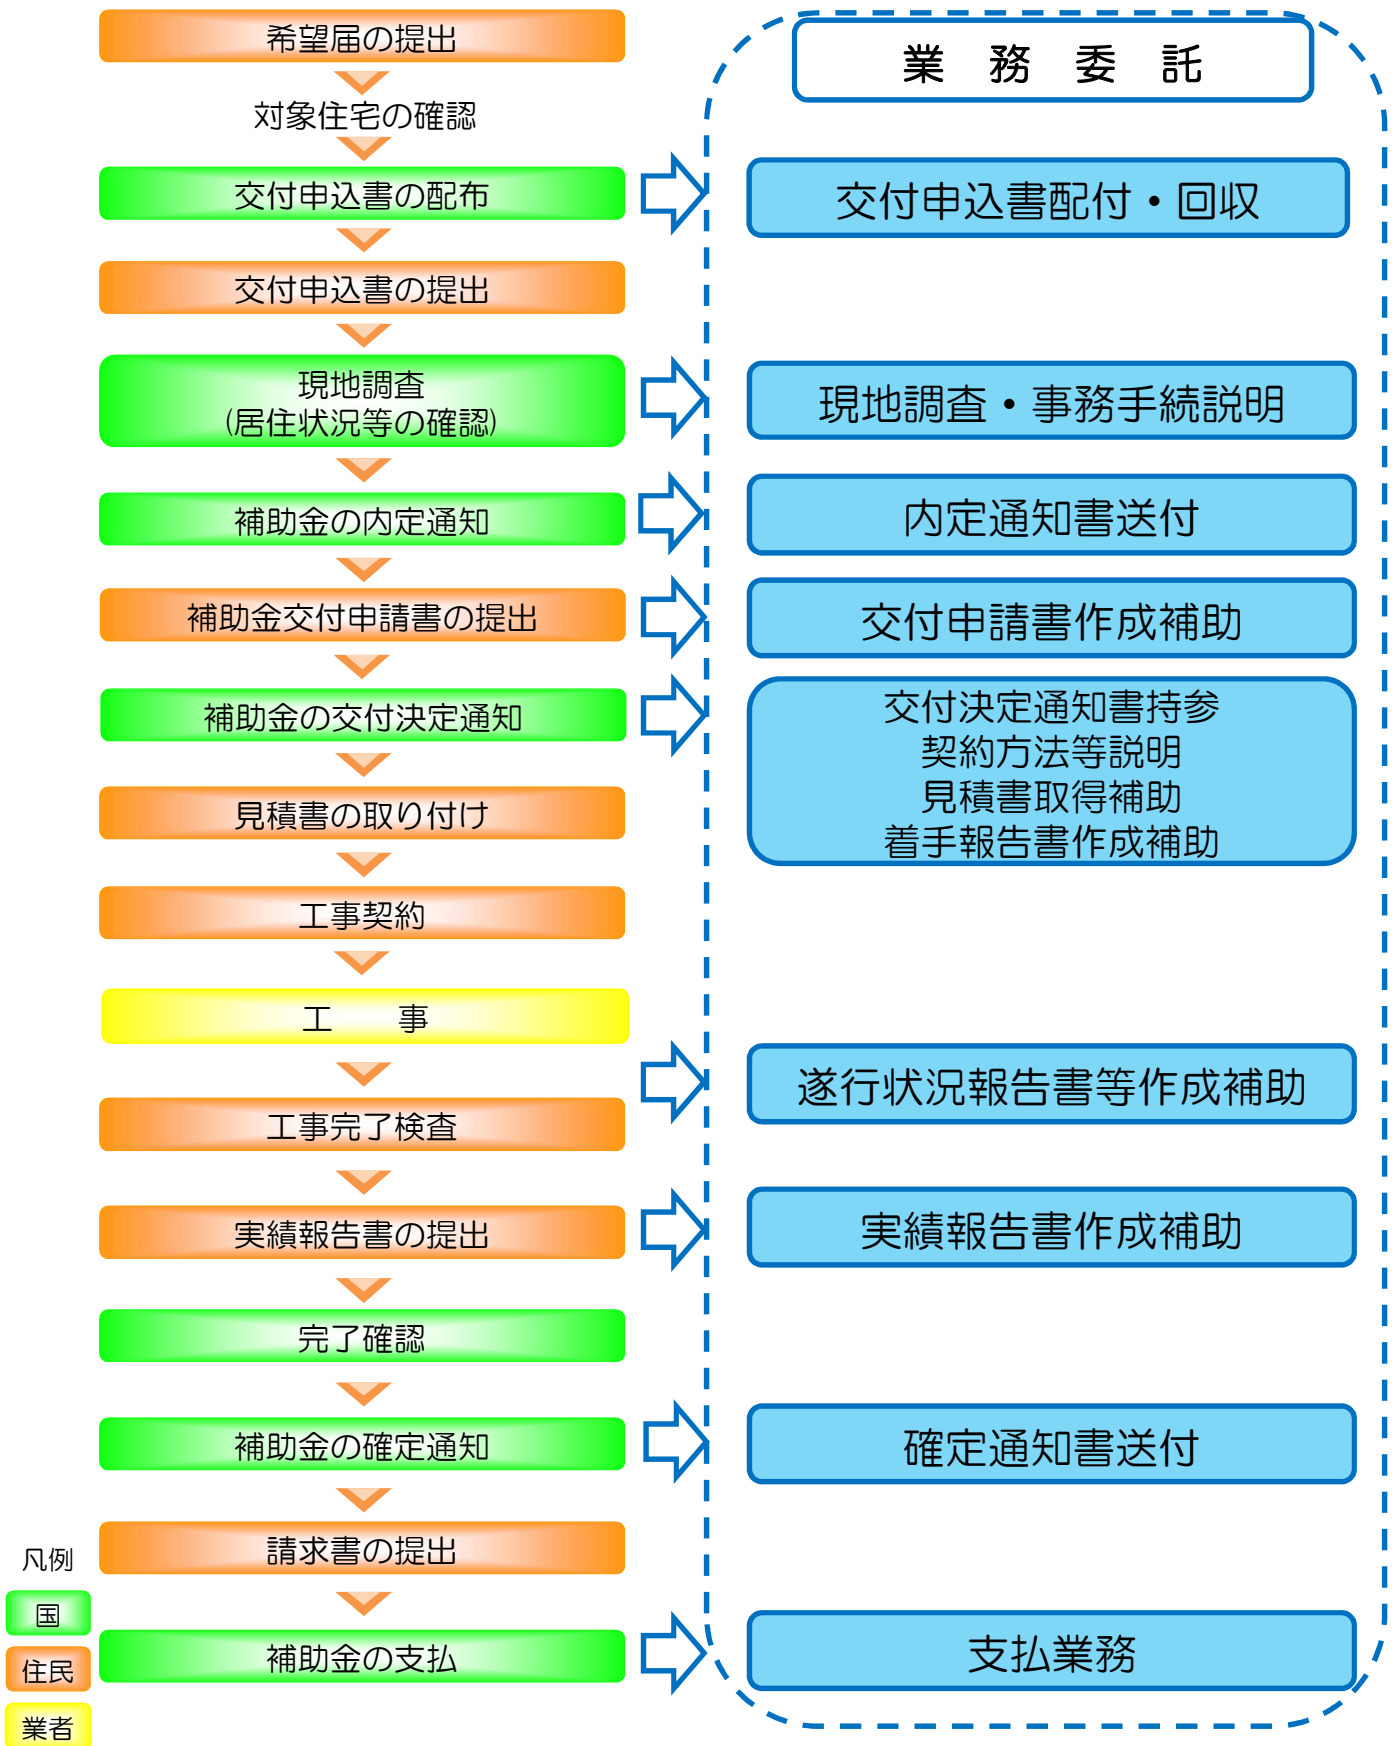 希望届の提出
対象住宅の確認
交付申込書の配布
交付申込書の提出
現地調査
(居住状況等の確認)
補助金の内定通知
補助金交付申請書の提出
補助金の交付決定通知
見積書の取り付け
工事契約
工　　事
工事完了検査
実績報告書の提出
完了確認
補助金の確定通知
請求書の提出
補助金の支払
業　務　委　託
交付申込書配付・回収
現地調査・事務手続説明
内定通知書送付
交付申請書作成補助
交付決定通知書持参
契約方法等説明
見積書取得補助
着手報告書作成補助
遂行状況報告書等作成補助
実績報告書作成補助
確定通知書送付
支払業務
凡例
国
住民
業者